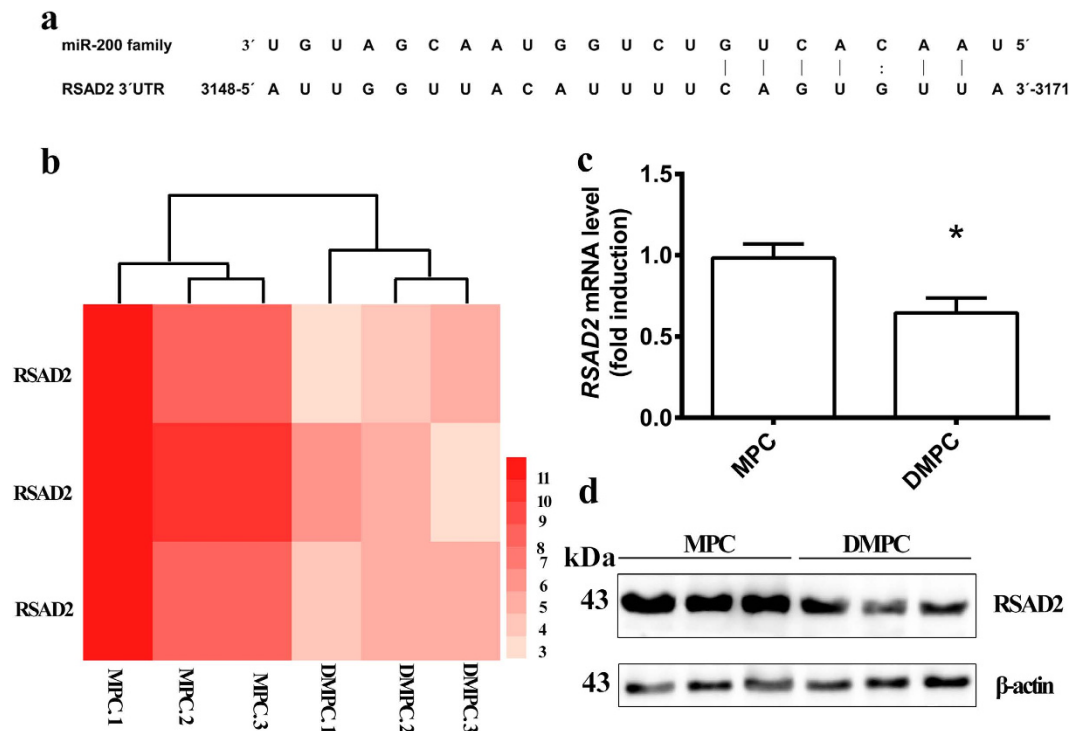 a
miR-200 family 3´ U G U A G C A A U G G U C U G U C A C A A U 5´
RSAD2 3´UTR 3148-5´ A U U G G U U A C A U U U U C A G U G U U A 3´-3171
b
RSAD2
RSAD2
RSAD2
11
10
9
8
7
6
5
4
3
MPC.1 MPC.2 MPC.3 DMPC.1 DMPC.2 DMPC.3
c
RSAD2 mRNA level
(fold induction)
1.5
1.0
0.5
0.0
*
MPC DMPC
d
kDa MPC DMPC
43 RSAD2
43 β-actin